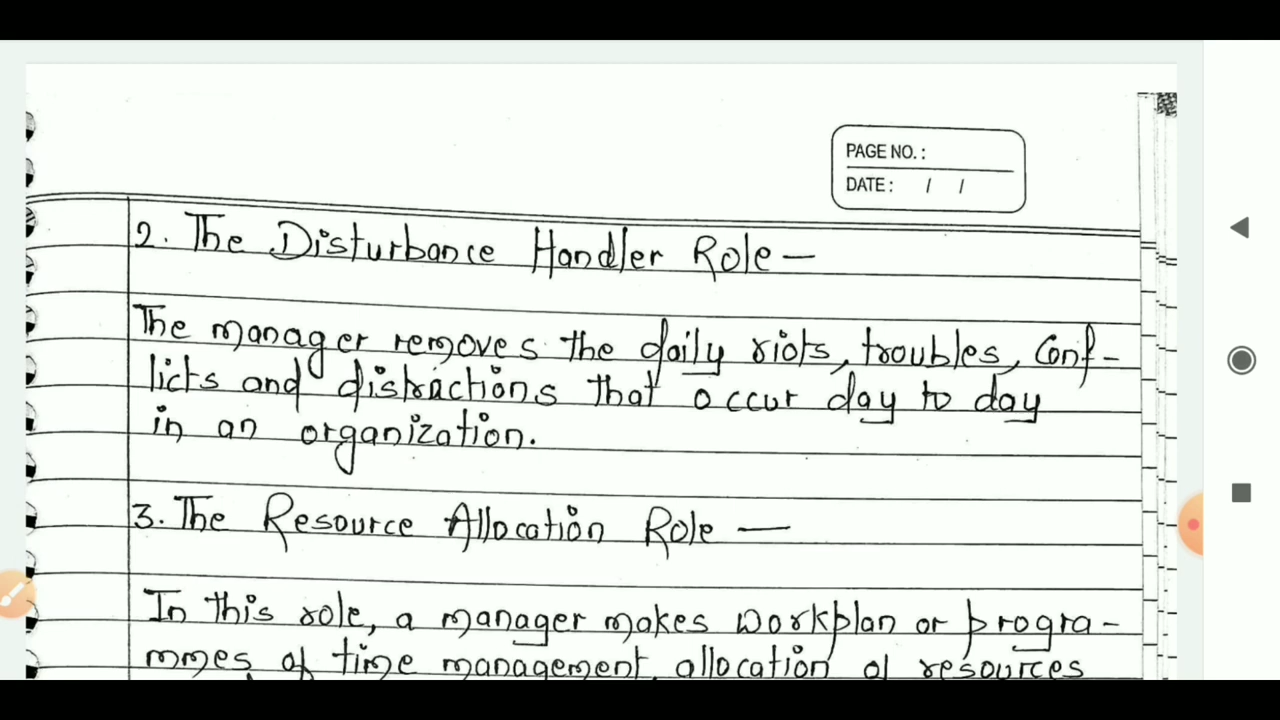 PAGE NO. :
DATE : / /
2. The Disturbance Handler Role —
The manager removes the daily riots, troubles, Conf-
licts and distractions that occur day to day
in an organization.
3. The Resource Allocation Role —
In this role, a manager makes workplan or progra-
mmes of time management, allocation of resources